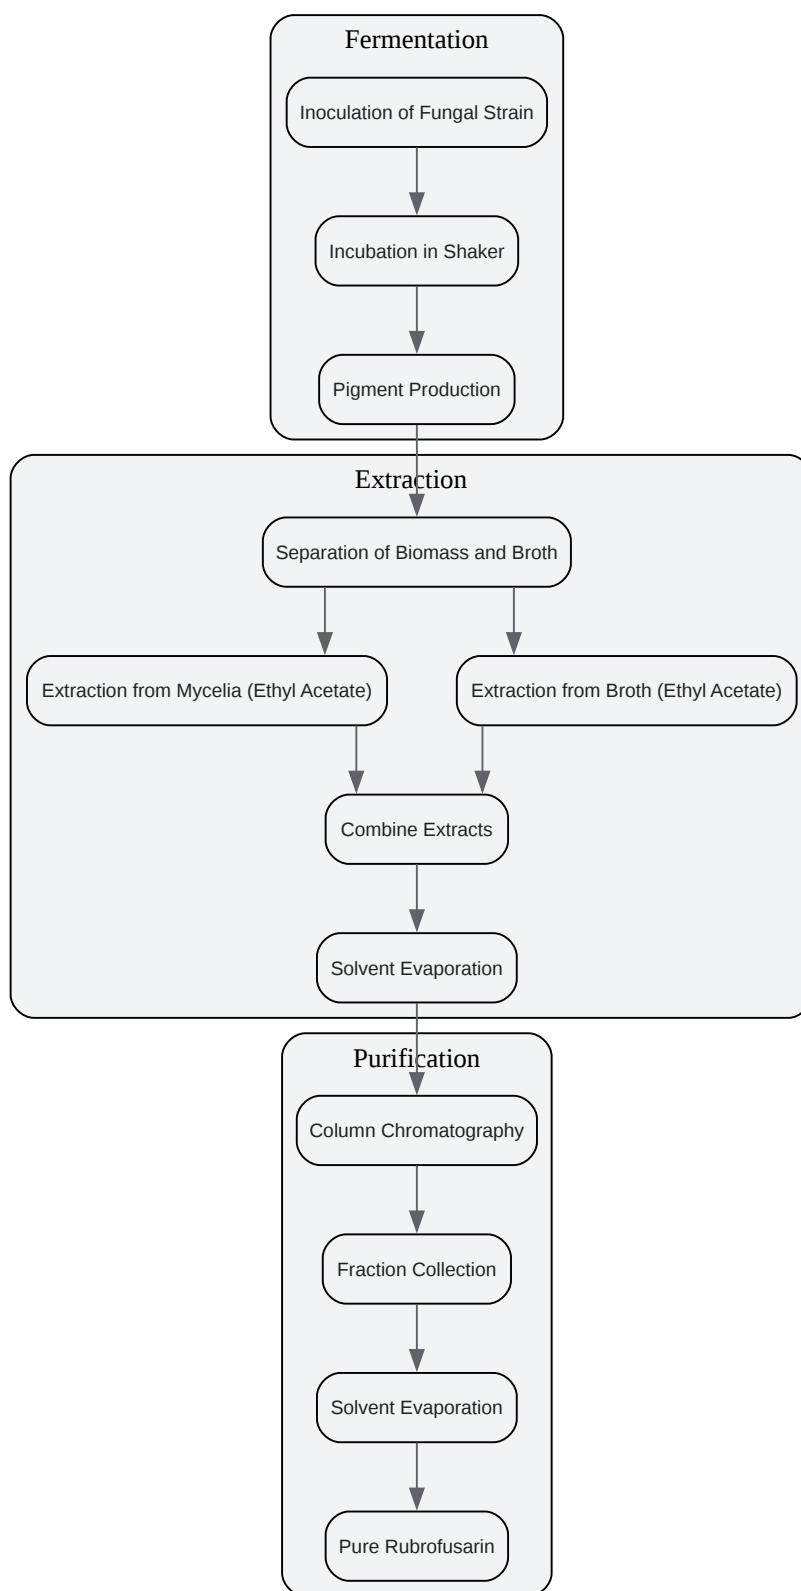 Fermentation
Inoculation of Fungal Strain
Incubation in Shaker
Pigment Production
Extraction
Separation of Biomass and Broth
Extraction from Mycelia (Ethyl Acetate)
Extraction from Broth (Ethyl Acetate)
Combine Extracts
Solvent Evaporation
Purification
Column Chromatography
Fraction Collection
Solvent Evaporation
Pure Rubrofusarin